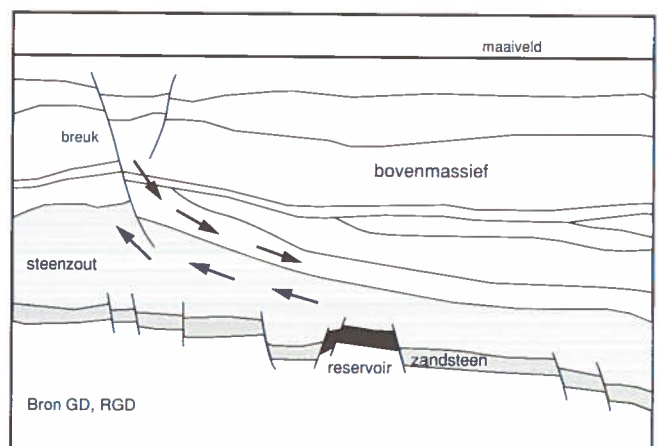 maaiveld
breuk
bovenmassief
steenzout
reservoir
zandsteen
Bron GD, RGD